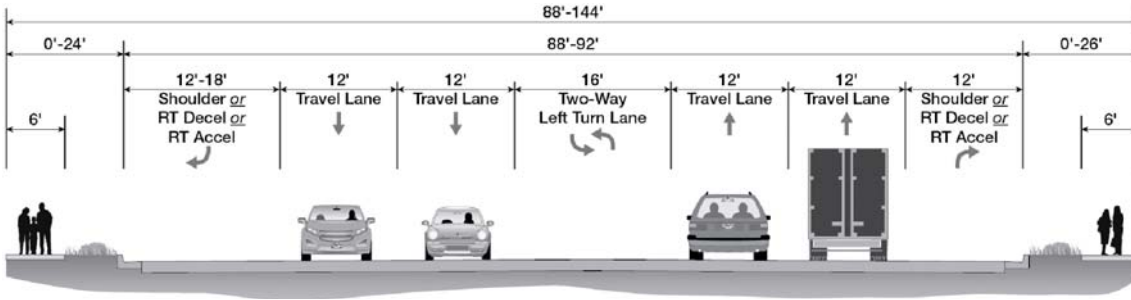 88'-144'
0'-24'
88'-92'
0'-26'
12'-18'
Shoulder or
RT Decel or
RT Accel
12'
Travel Lane
12'
Travel Lane
16'
Two-Way
Left Turn Lane
12'
Travel Lane
12'
Travel Lane
12'
Shoulder or
RT Decel or
RT Accel
6'
6'